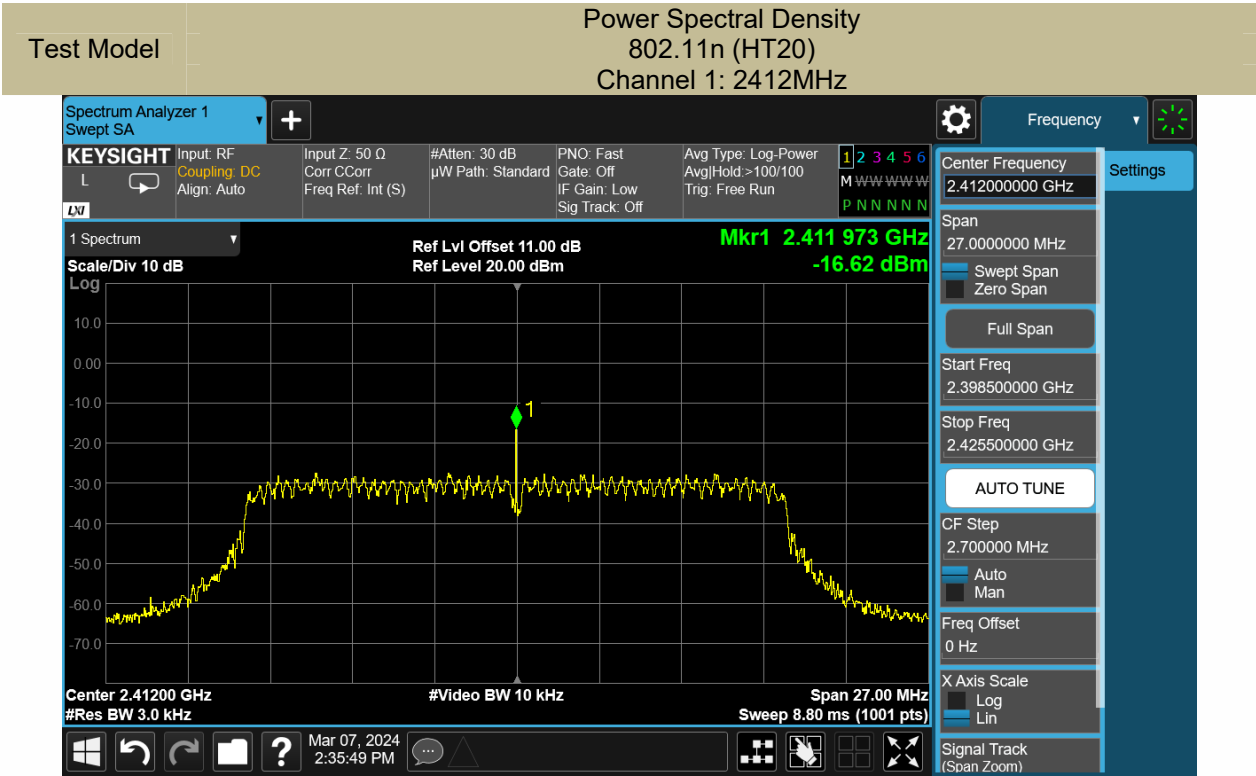 Test Model
Power Spectral Density
802.11n (HT20)
Channel 1: 2412MHz
Spectrum Analyzer 1
Swept SA
+
Frequency
KEYSIGHT
L
LXI
Input: RF
Coupling: DC
Align: Auto
Input Z: 50 Ω
Corr CCorr
Freq Ref: Int (S)
#Atten: 30 dB
µW Path: Standard
PNO: Fast
Gate: Off
IF Gain: Low
Sig Track: Off
Avg Type: Log-Power
Avg|Hold:>100/100
Trig: Free Run
1 2 3 4 5 6
M W W W W W
P N N N N N
Center Frequency
2.412000000 GHz
Settings
Span
27.0000000 MHz
Swept Span
Zero Span
Full Span
Start Freq
2.398500000 GHz
Stop Freq
2.425500000 GHz
AUTO TUNE
CF Step
2.700000 MHz
Auto
Man
Freq Offset
0 Hz
X Axis Scale
Log
Lin
Signal Track
(Span Zoom)
1 Spectrum
Scale/Div 10 dB
Log
Ref Lvl Offset 11.00 dB
Ref Level 20.00 dBm
Mkr1 2.411 973 GHz
-16.62 dBm
10.0
0.00
-10.0
-20.0
-30.0
-40.0
-50.0
-60.0
-70.0
1
Center 2.41200 GHz
#Res BW 3.0 kHz
#Video BW 10 kHz
Span 27.00 MHz
Sweep 8.80 ms (1001 pts)
?
Mar 07, 2024
2:35:49 PM